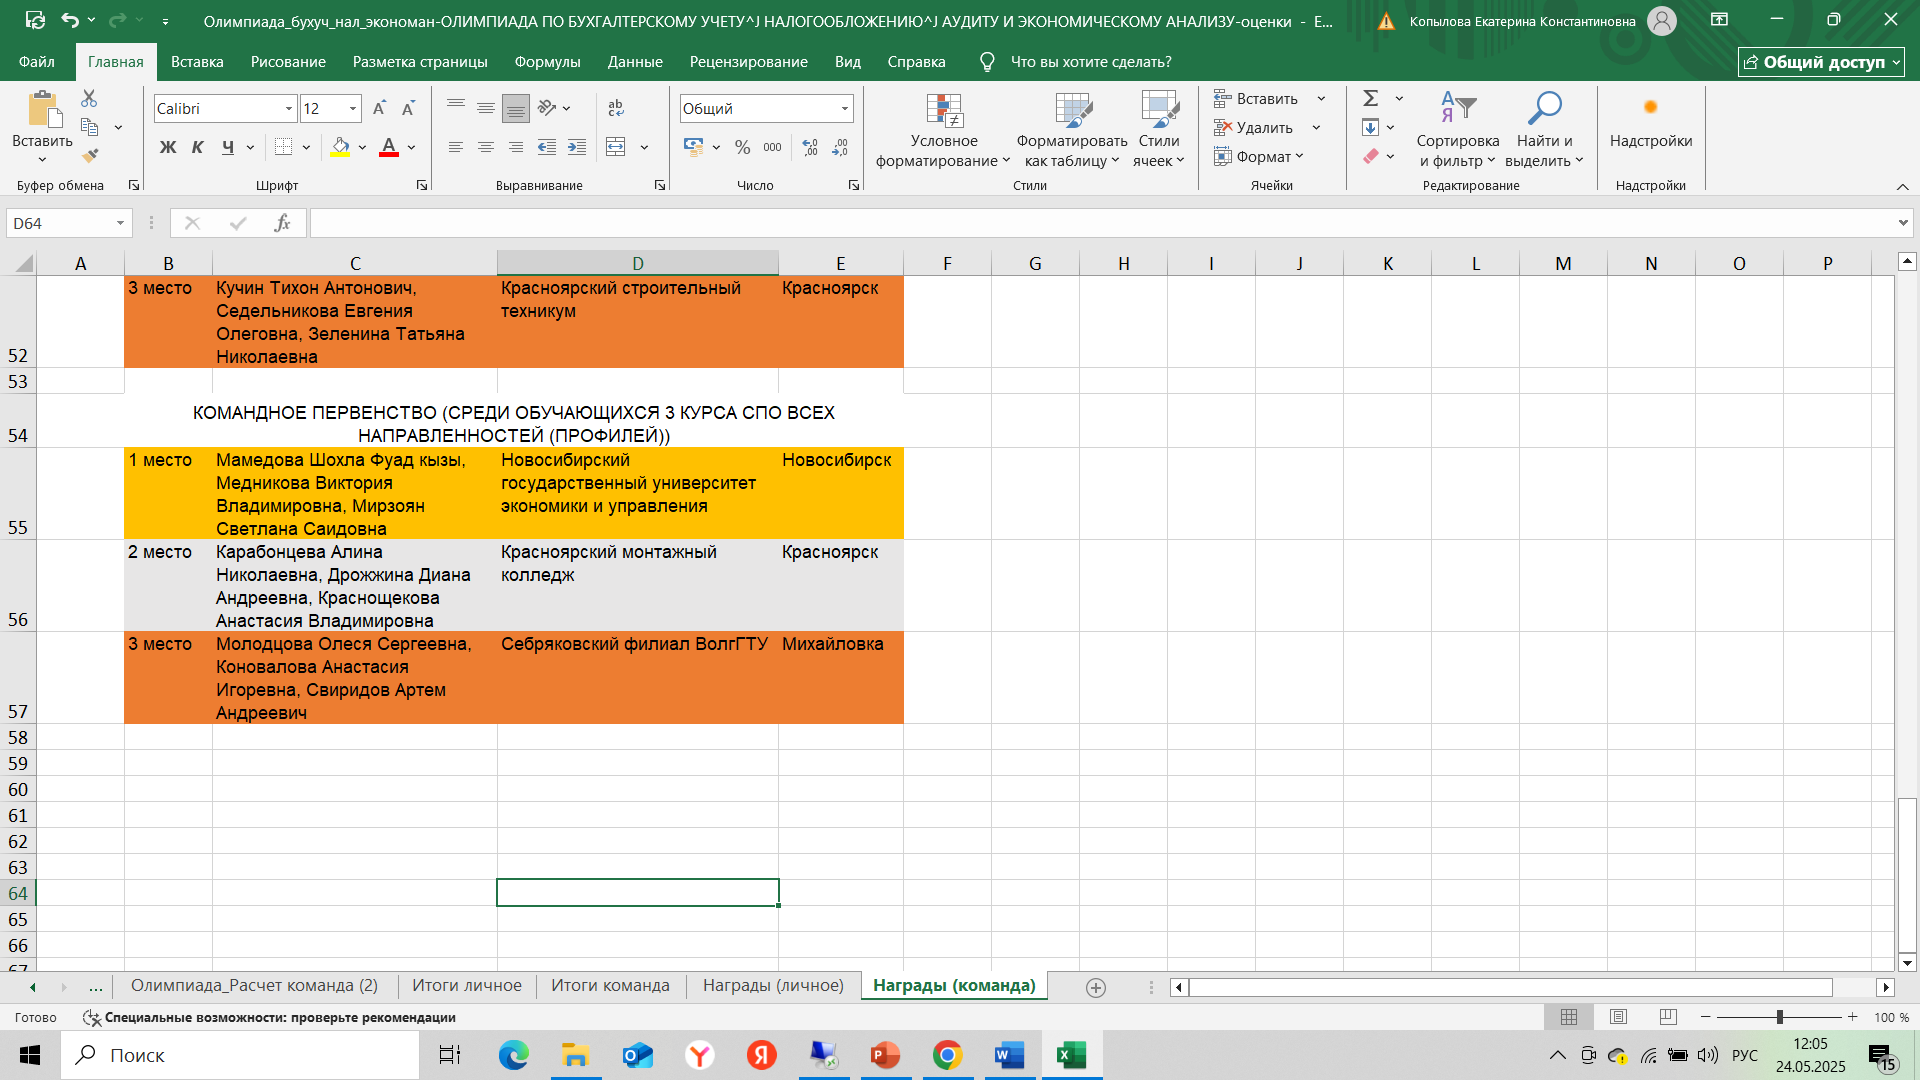 Олимпиада_бухуч_нал_экономан-ОЛИМПИАДА ПО БУХГАЛТЕРСКОМУ УЧЕТУ^J НАЛОГООБЛОЖЕНИЮ^J АУДИТУ И ЭКОНОМИЧЕСКОМУ АНАЛИЗУ-оценки - E...
Копылова Екатерина Константиновна
Файл Главная Вставка Рисование Разметка страницы Формулы Данные Рецензирование Вид Справка Что вы хотите сделать? Общий доступ
Вставить
Буфер обмена
Calibri 12
Ж К Ч А
Шрифт
Выравнивание
Общий
% 000
Число
Условное форматирование
Форматировать как таблицу
Стили ячеек
Стили
Вставить
Удалить
Формат
Ячейки
Сортировка и фильтр
Найти и выделить
Редактирование
Надстройки
Надстройки
D64 fx
A B C D E F G H I J K L M N O P
3 место Кучин Тихон Антонович, Красноярский строительный Красноярск
Седельникова Евгения техникум
Олеговна, Зеленина Татьяна
52 Николаевна
53
КОМАНДНОЕ ПЕРВЕНСТВО (СРЕДИ ОБУЧАЮЩИХСЯ 3 КУРСА СПО ВСЕХ
54 НАПРАВЛЕННОСТЕЙ (ПРОФИЛЕЙ))
1 место Мамедова Шохла Фуад кызы, Новосибирский Новосибирск
Медникова Виктория государственный университет
Владимировна, Мирзоян экономики и управления
55 Светлана Саидовна
2 место Карабонцева Алина Красноярский монтажный Красноярск
Николаевна, Дрожжина Диана колледж
Андреевна, Краснощекова
56 Анастасия Владимировна
3 место Молодцова Олеся Сергеевна, Себряковский филиал ВолгГТУ Михайловка
Коновалова Анастасия
Игоревна, Свиридов Артем
57 Андреевич
58
59
60
61
62
63
64
65
66
67
... Олимпиада_Расчет команда (2) Итоги личное Итоги команда Награды (личное) Награды (команда)
Готово Специальные возможности: проверьте рекомендации 100 %
Поиск
РУС
12:05
24.05.2025
15